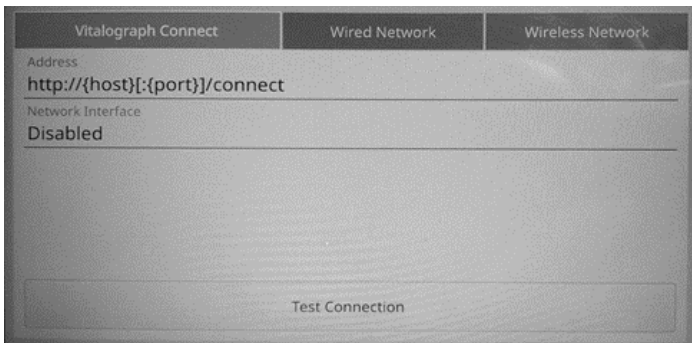 Vitalograph Connect Wired Network Wireless Network
Address
http://{host}[:{port}]/connect
Network Interface
Disabled
Test Connection